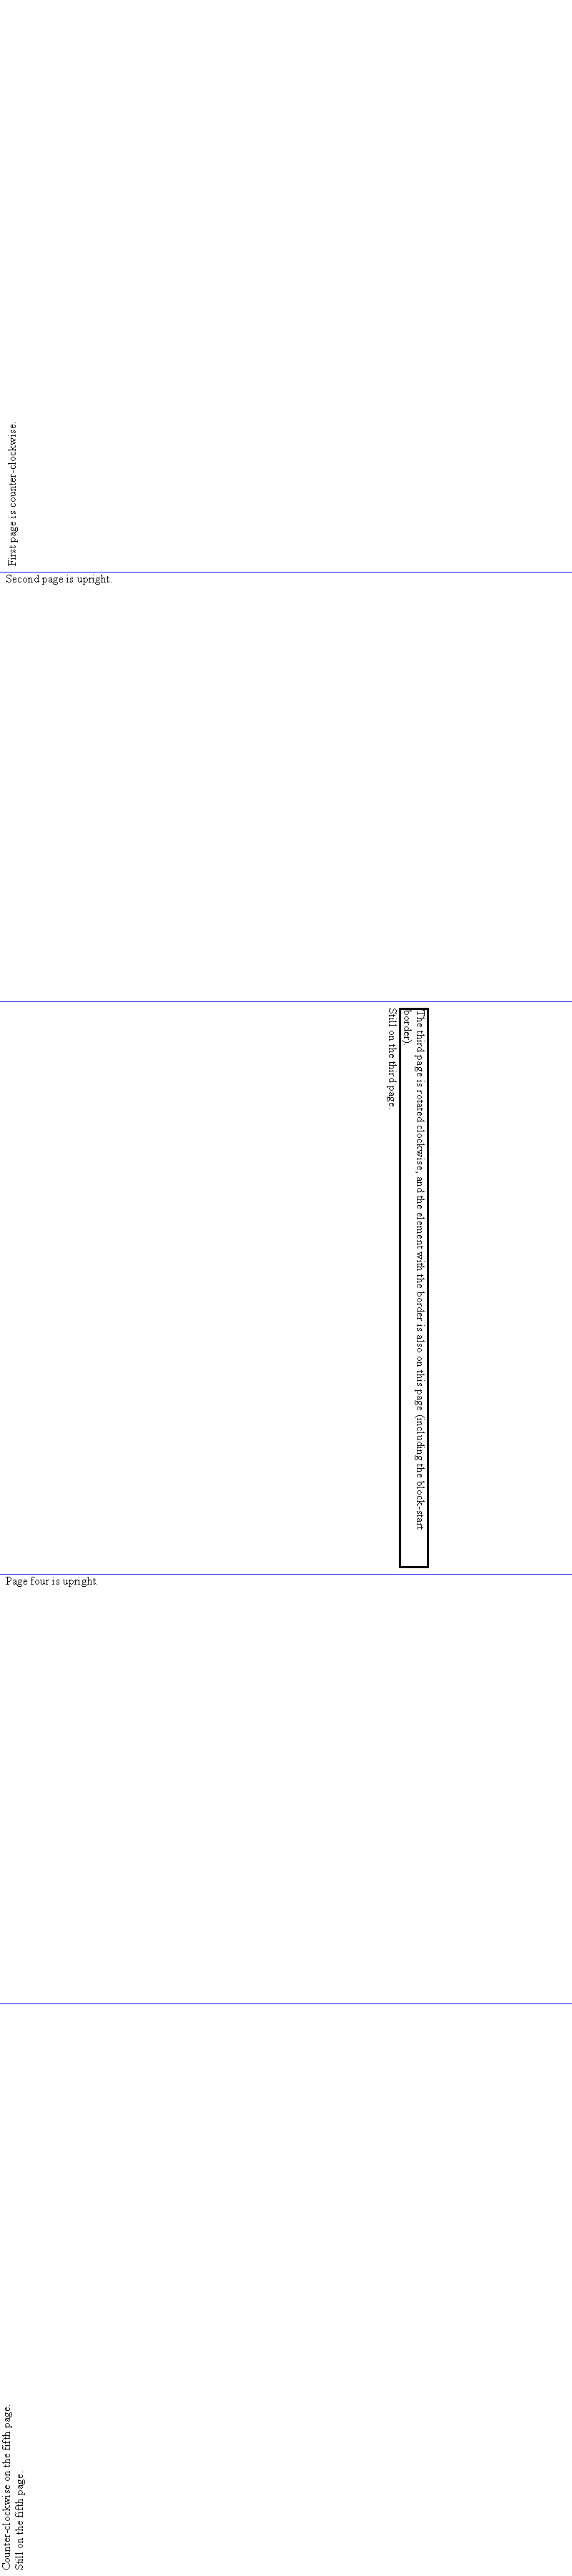 First page is counter-clockwise.
Second page is upright.
The third page is rotated clockwise, and the element with the border is also on this page (including the block-start
border).
Still on the third page.
Page four is upright.
Counter-clockwise on the fifth page.
Still on the fifth page.